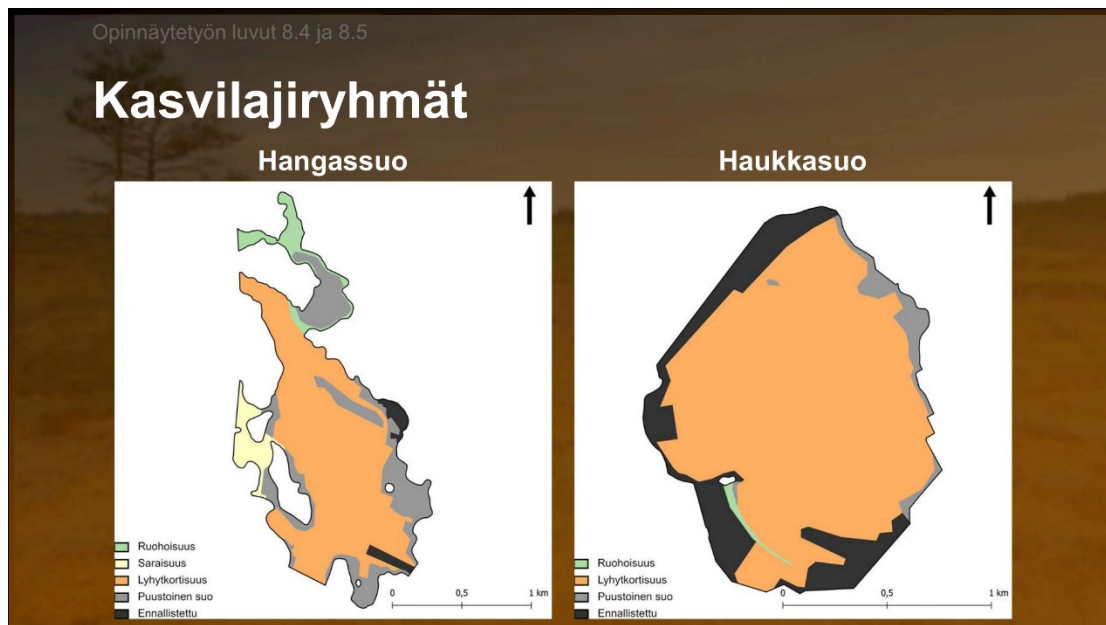 Opinnäytetyön luvut 8.4 ja 8.5
Kasvilajiryhmät
Hangassuo
Ruohoisuus
Saraisuus
Lyhytkortisuus
Puustoinen suo
Ennallistettu
0 0,5 1 km
Haukkasuo
Ruohoisuus
Lyhytkortisuus
Puustoinen suo
Ennallistettu
0 0,5 1 km